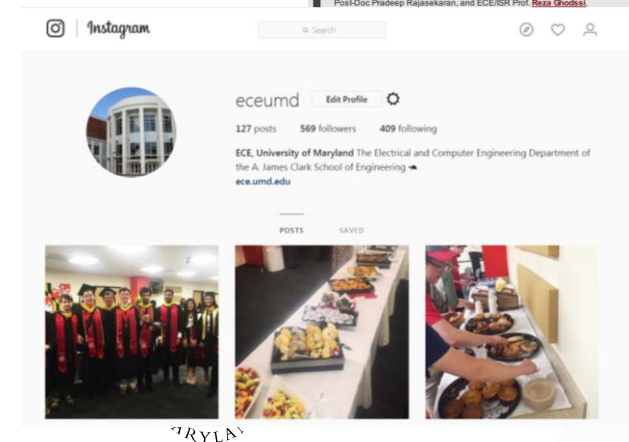 Post-Doc Pradeep Rajasekaran, and ECE/ISR Prof. Reza Ghodssi.
Instagram
Search
eceumd Edit Profile
127 posts 569 followers 409 following
ECE, University of Maryland The Electrical and Computer Engineering Department of
the A. James Clark School of Engineering
ece.umd.edu
POSTS SAVED
ARYLA